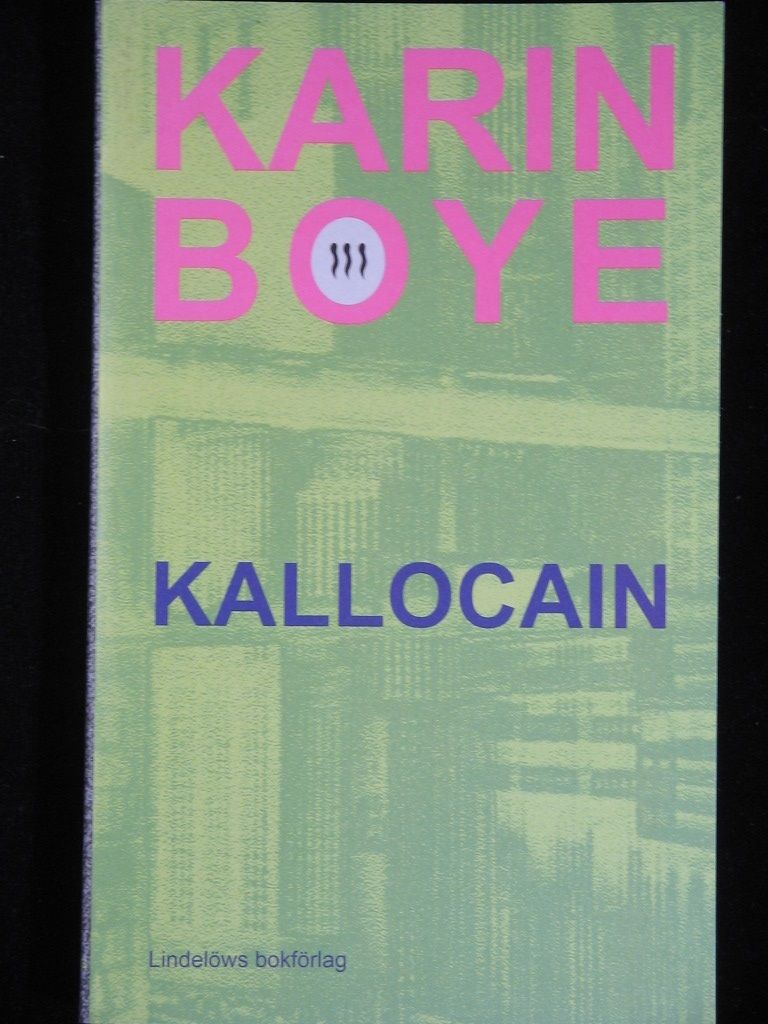 KARIN
BOYE
KALLOCAIN
Lindelöws bokförlag